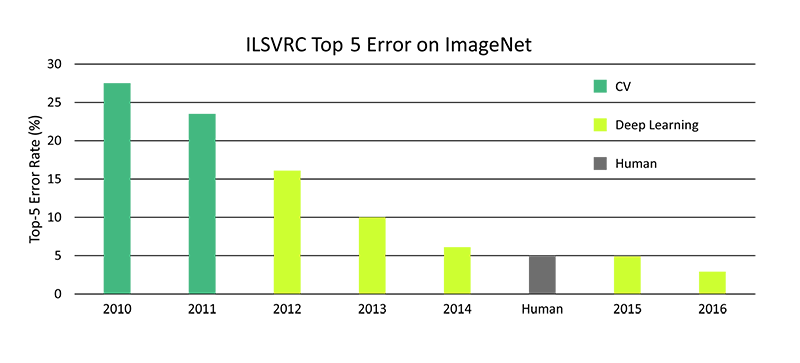 ILSVRC Top 5 Error on ImageNet
Top-5 Error Rate (%)
30
25
20
15
10
5
0
CV
Deep Learning
Human
2010 2011 2012 2013 2014 Human 2015 2016